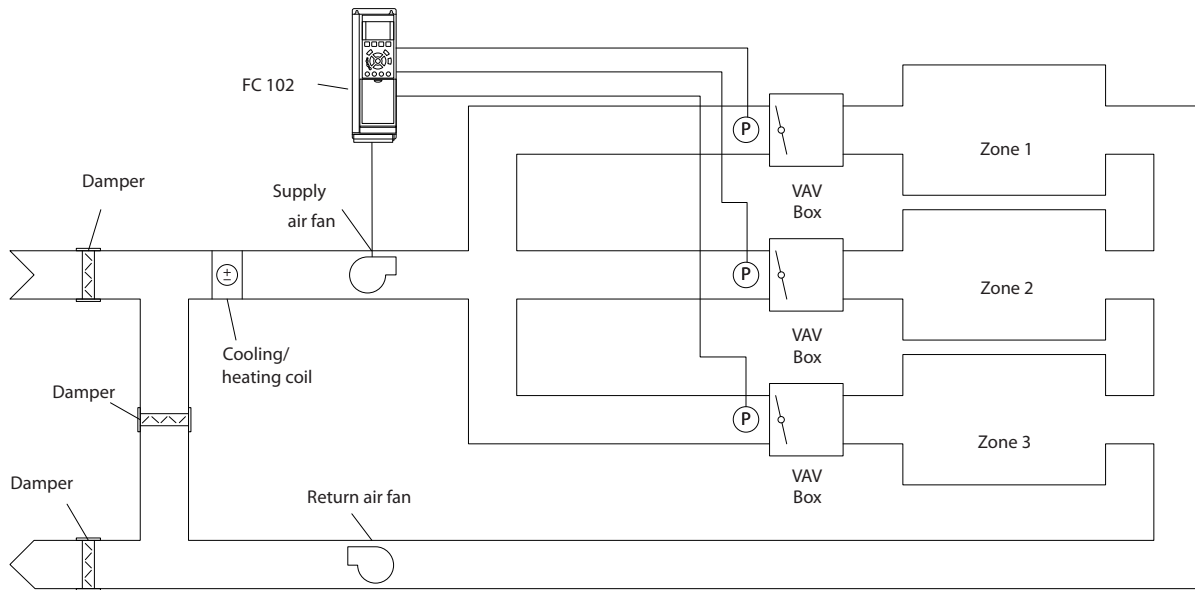 FC 102
Damper
Supply
air fan
P
VAV
Box
Zone 1
±
P
VAV
Box
Zone 2
Cooling/
heating coil
Damper
P
VAV
Box
Zone 3
Damper
Return air fan